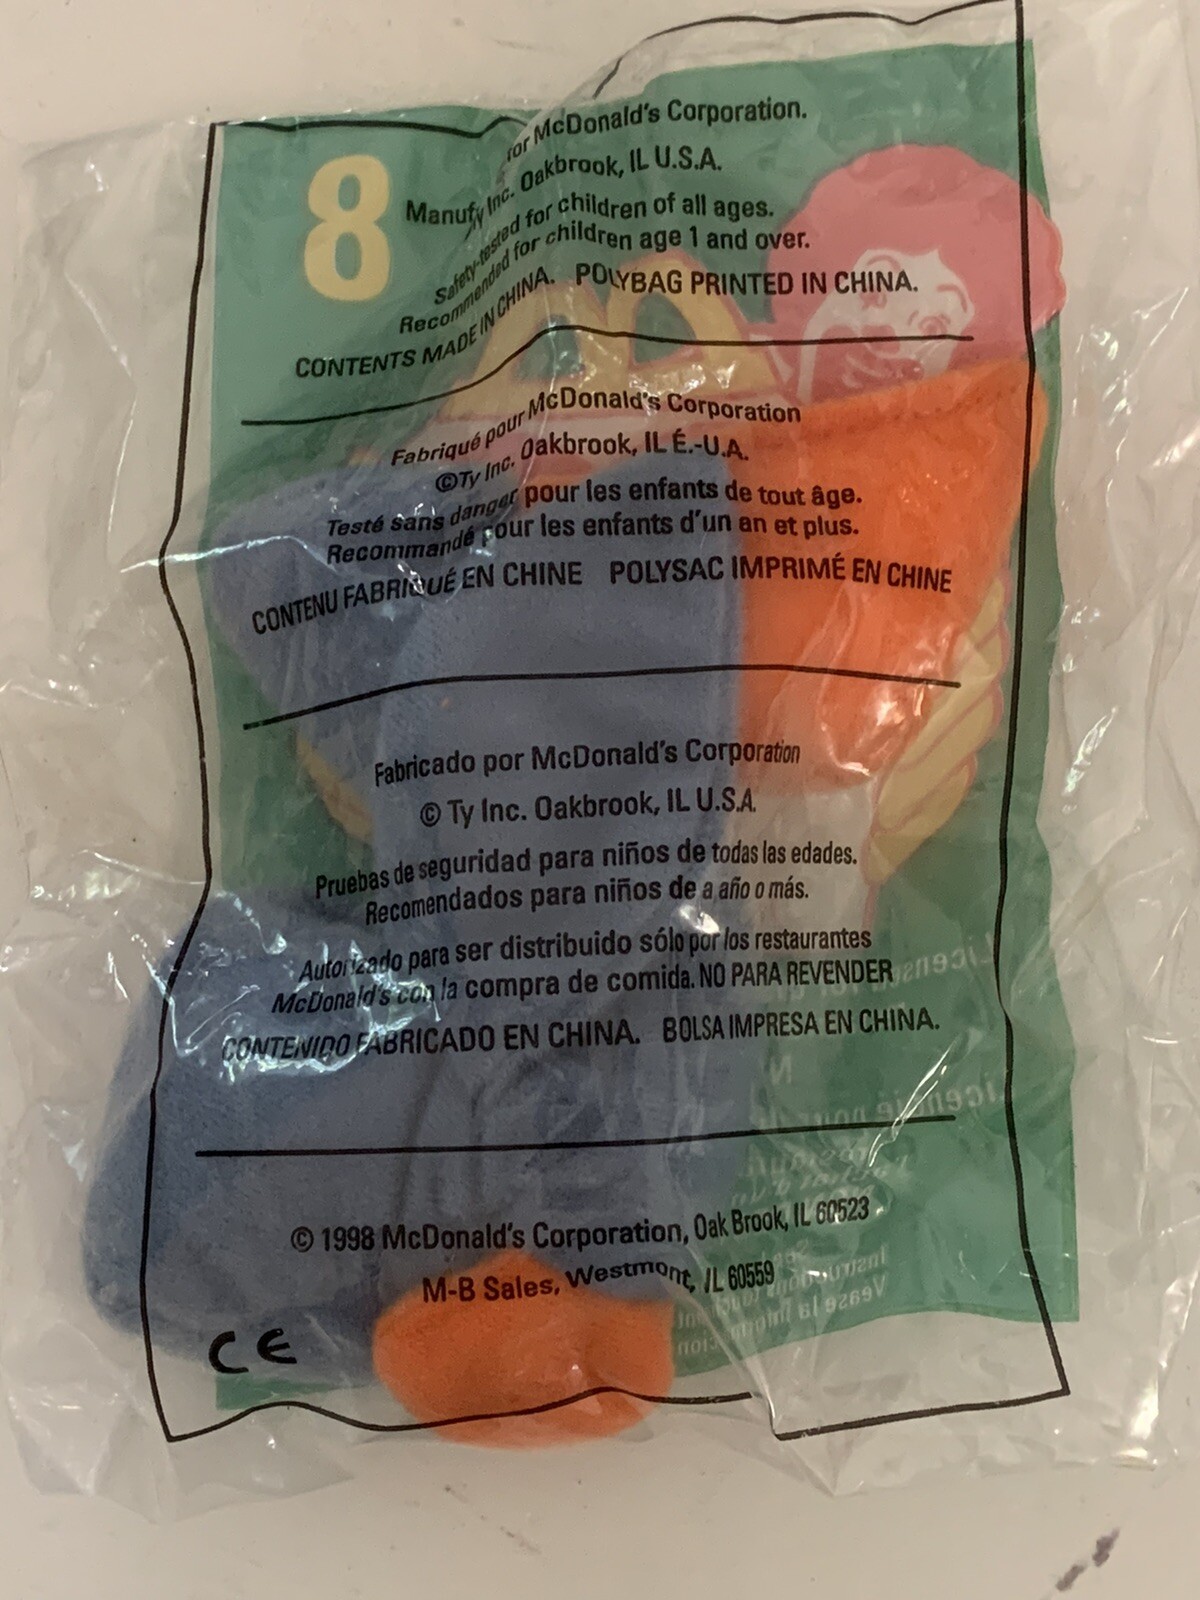 8
for McDonald's Corporation.
Manuf
y Inc. Oakbrook, IL U.S.A.
Safety-tested for children of all ages.
Recommended for children age 1 and over.
CONTENTS MADE IN CHINA. POLYBAG PRINTED IN CHINA.
Fabriqué pour McDonald's Corporation
©Ty Inc. Oakbrook, IL É.-U.A.
Testé sans danger pour les enfants de tout âge.
Recommandé pour les enfants d'un an et plus.
CONTENU FABRIQUÉ EN CHINE POLYSAC IMPRIMÉ EN CHINE
Fabricado por McDonald's Corporation
© Ty Inc. Oakbrook, IL U.S.A.
Pruebas de seguridad para niños de todas las edades.
Recomendados para niños de a año o más.
Autorizado para ser distribuido sólo por los restaurantes
McDonald's con la compra de comida. NO PARA REVENDER
CONTENIDO FABRICADO EN CHINA. BOLSA IMPRESA EN CHINA.
© 1998 McDonald's Corporation, Oak Brook, IL 60523
M-B Sales, Westmont, IL 60559
CE